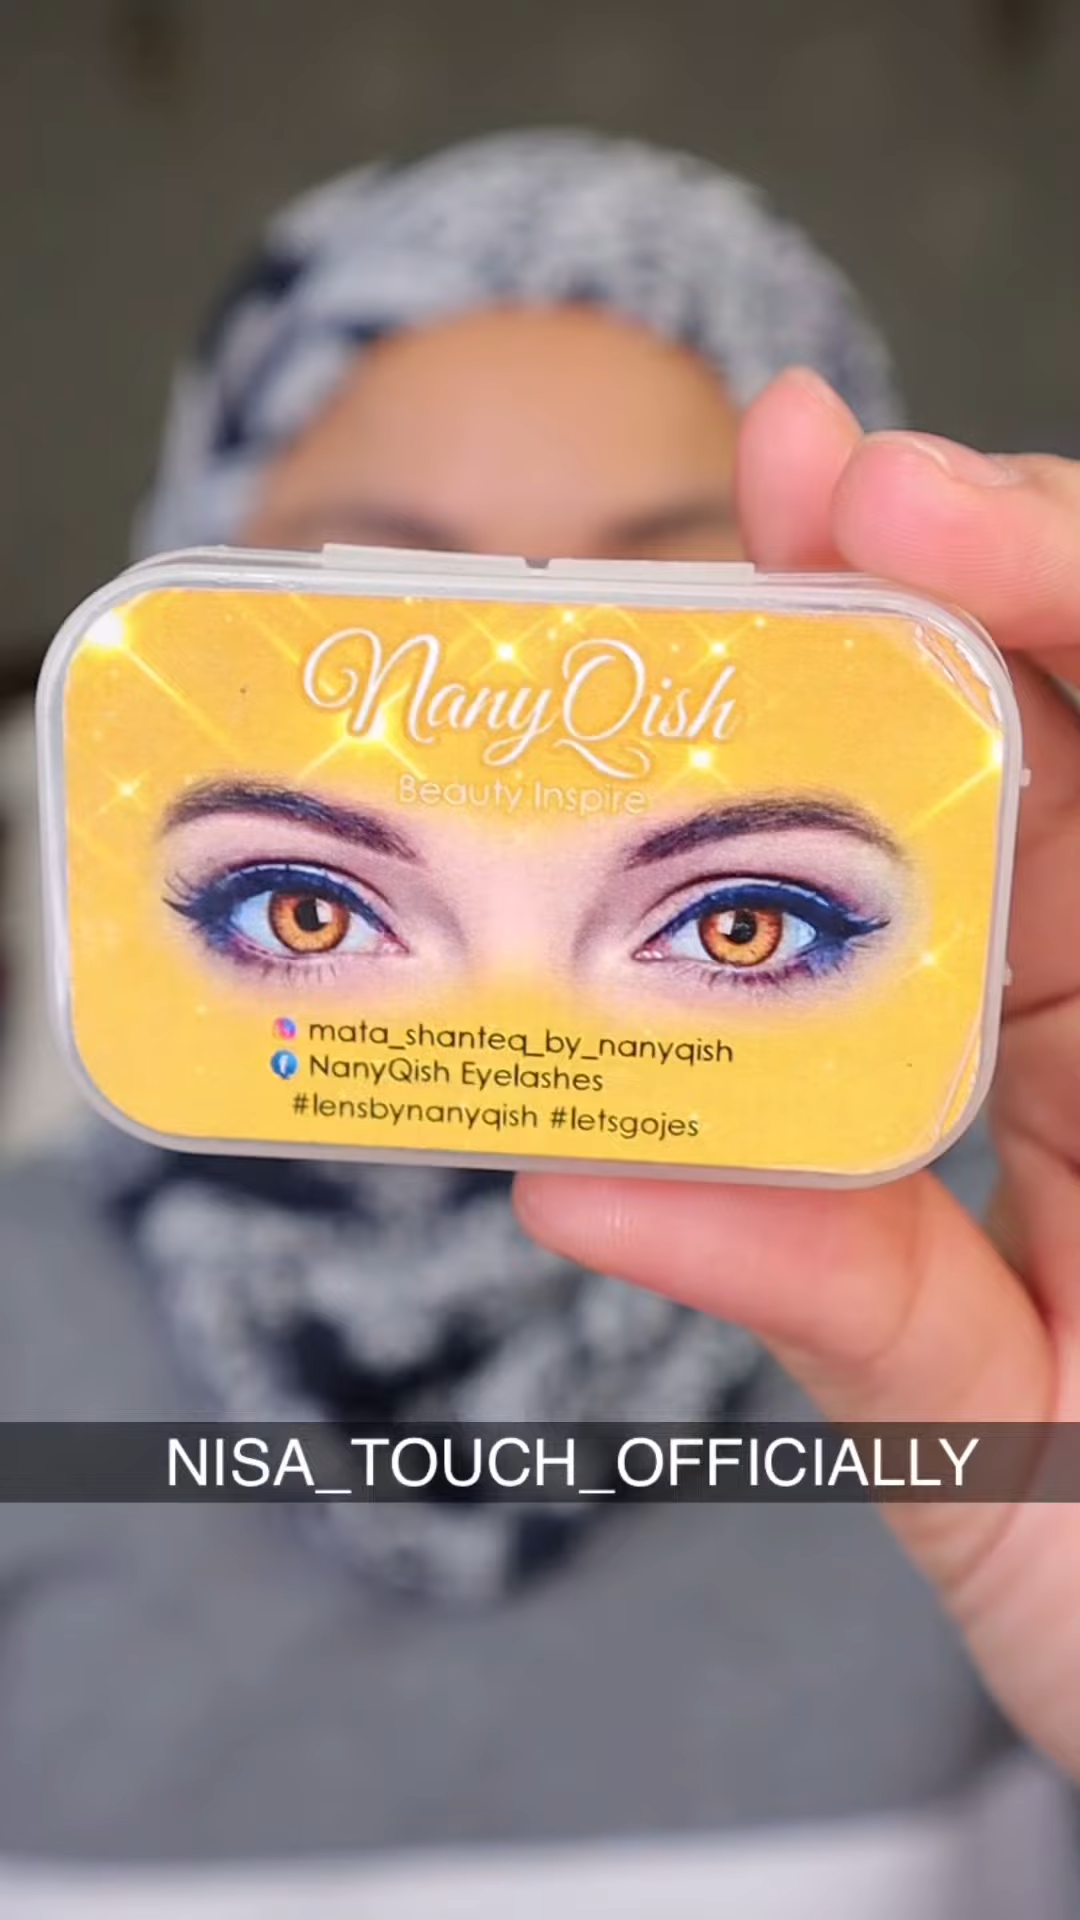 NanyQish
Beauty Inspire
mata_shanteq_by_nanyqish
NanyQish Eyelashes
#lensbynanyqish #letsgojes
NISA_TOUCH_OFFICIALLY